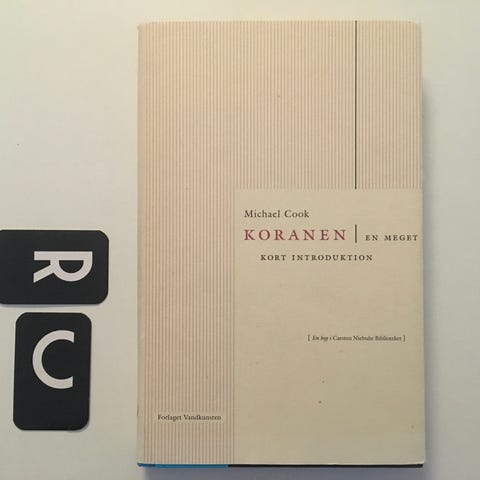 Michael Cook
KORANEN | EN MEGET
KORT INTRODUKTION
[ En bog i Carsten Niebuhr Biblioteket ]
Forlaget Vandkunsten
R
C